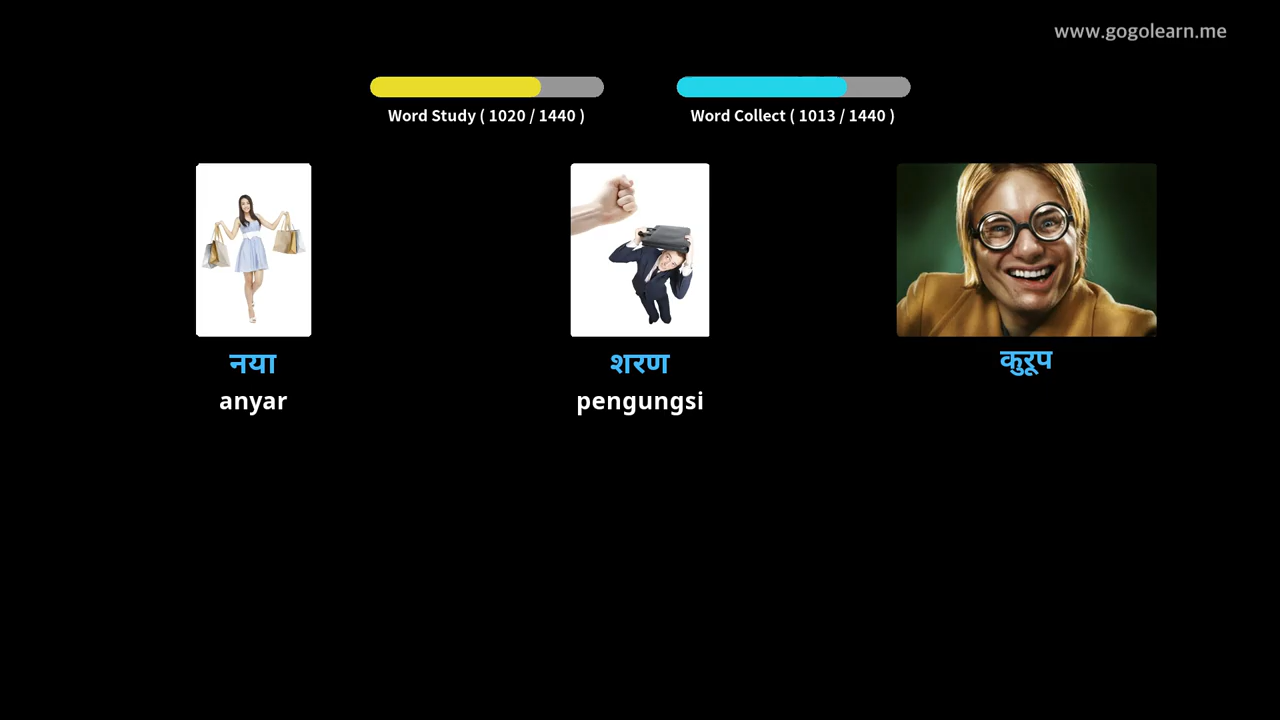 www.gogolearn.me
Word Study ( 1020 / 1440 )
Word Collect ( 1013 / 1440 )
नया
anyar
शरण
pengungsi
कुरूप